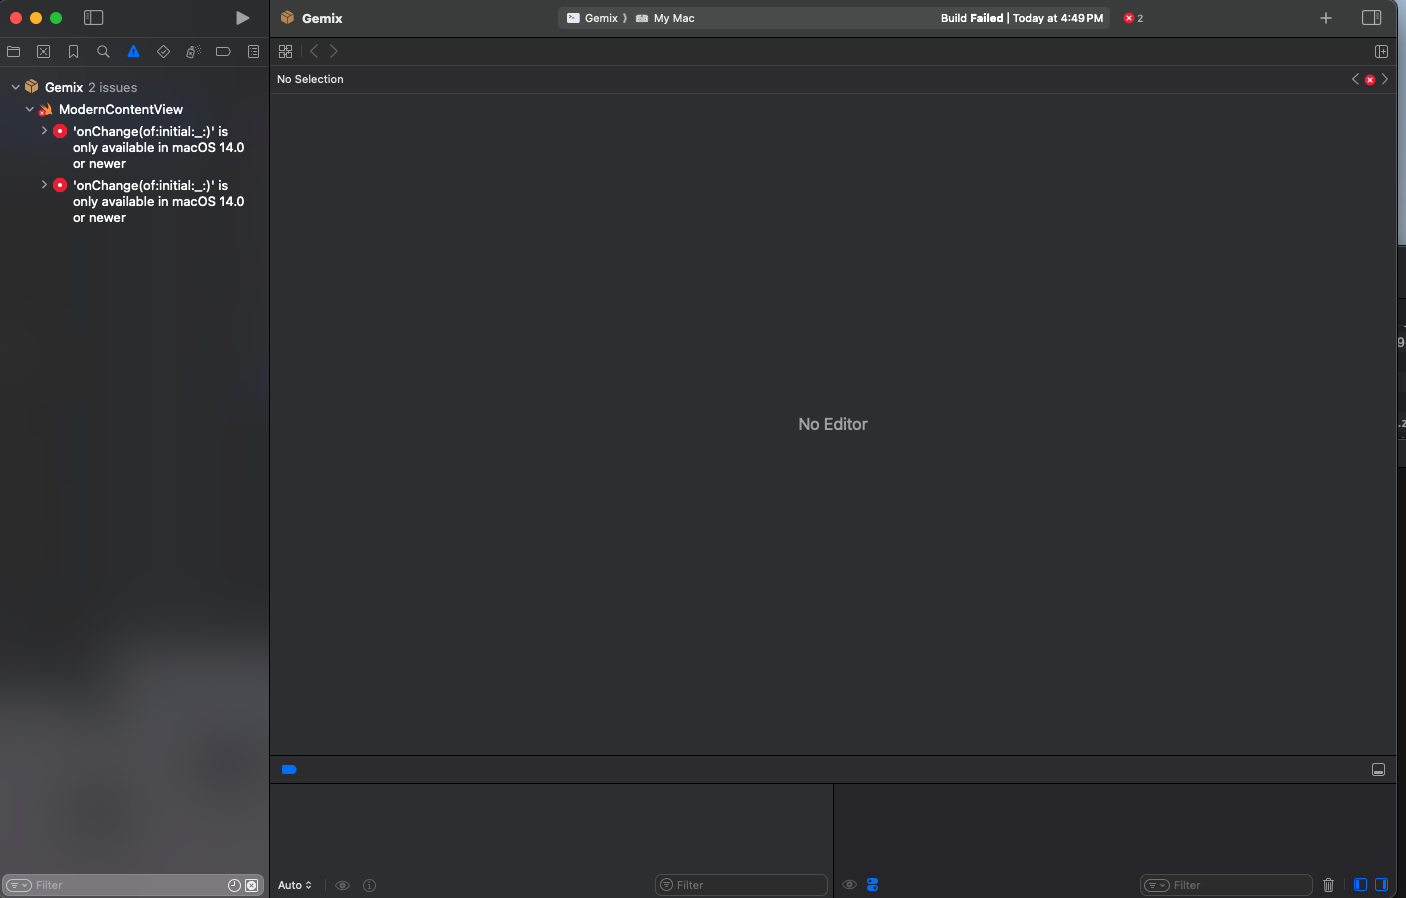 Gemix
Gemix ⟩ My Mac
Build Failed | Today at 4:49 PM
2
No Selection
Gemix 2 issues
ModernContentView
'onChange(of:initial:_:)' is
only available in macOS 14.0
or newer
'onChange(of:initial:_:)' is
only available in macOS 14.0
or newer
No Editor
Filter
Auto
Filter
Filter
9
.z